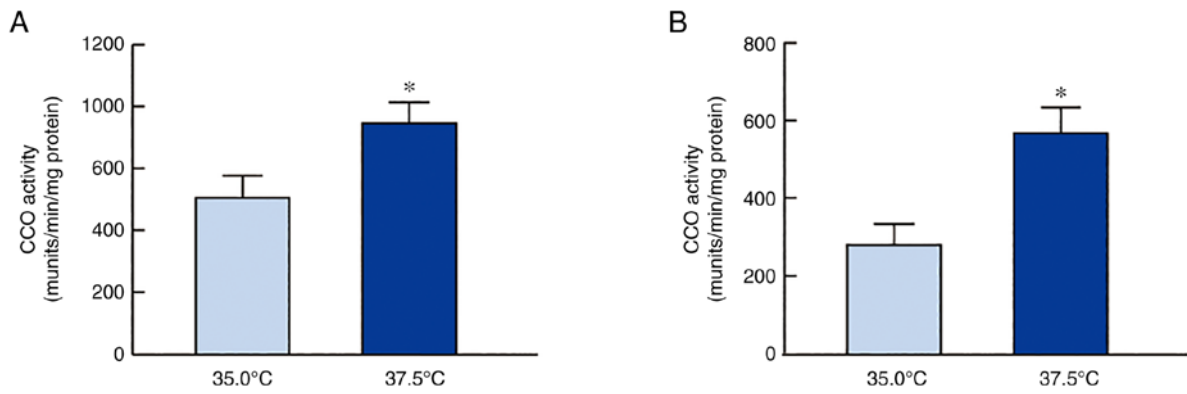 A
1200
1000
600
400
200
0
CCO activity
(munits/min/mg protein)
*
35.0°C
37.5°C
B
800
600
400
200
0
CCO activity
(munits/min/mg protein)
*
35.0°C
37.5°C